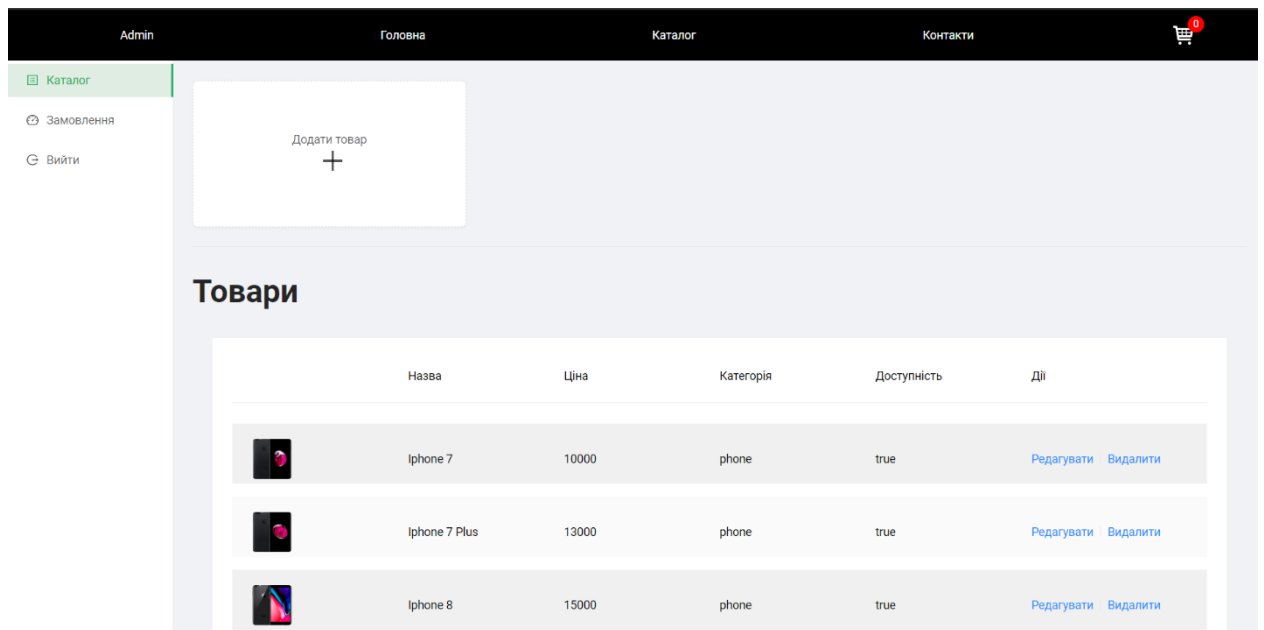 Admin Головна Каталог Контакти 0
Каталог
Замовлення
Вийти
Додати товар
Товари
Назва Ціна Категорія Доступність Дії
Iphone 7 10000 phone true Редагувати Видалити
Iphone 7 Plus 13000 phone true Редагувати Видалити
Iphone 8 15000 phone true Редагувати Видалити